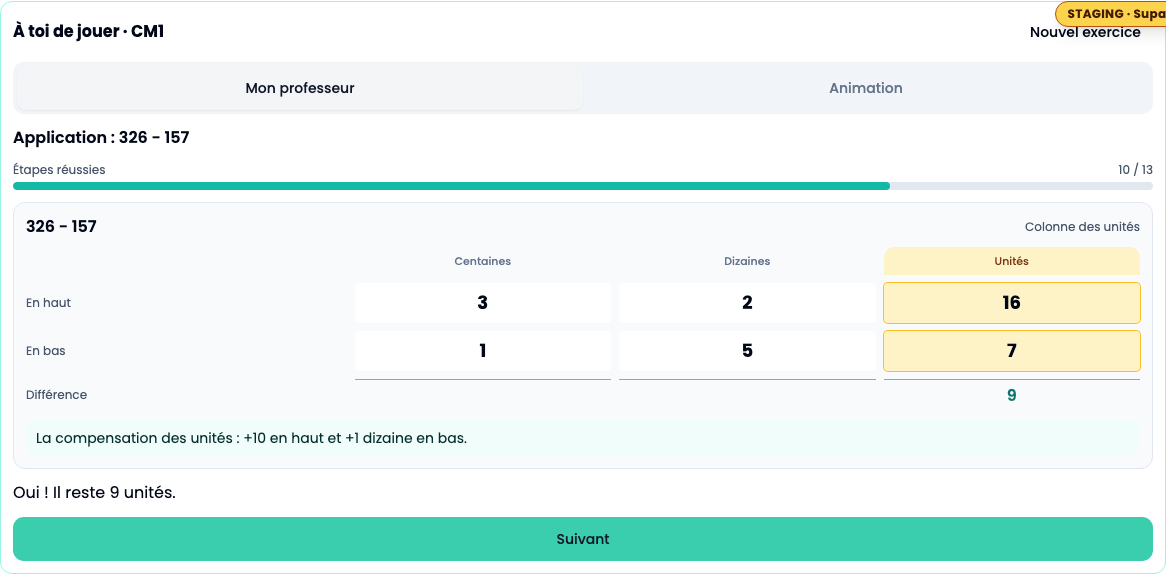 STAGING · Supa
À toi de jouer · CM1
Nouvel exercice
Mon professeur Animation
Application : 326 − 157
Étapes réussies 10 / 13
326 − 157 Colonne des unités
Centaines Dizaines Unités
En haut 3 2 16
En bas 1 5 7
Différence 9
La compensation des unités : +10 en haut et +1 dizaine en bas.
Oui ! Il reste 9 unités.
Suivant